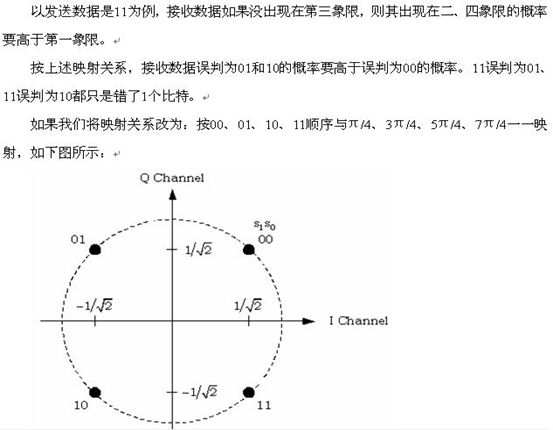 以发送数据是11为例，接收数据如果没出现在第三象限，则其出现在二、四象限的概率
要高于第一象限。
按上述映射关系，接收数据误判为01和10的概率要高于误判为00的概率。11误判为01、
11误判为10都只是错了1个比特。
如果我们将映射关系改为：按00、01、10、11顺序与π/4、3π/4、5π/4、7π/4一一映
射，如下图所示：
Q Channel
s₁s₀
01
00
1/√2
-1/√2
1/√2
I Channel
-1/√2
10
11